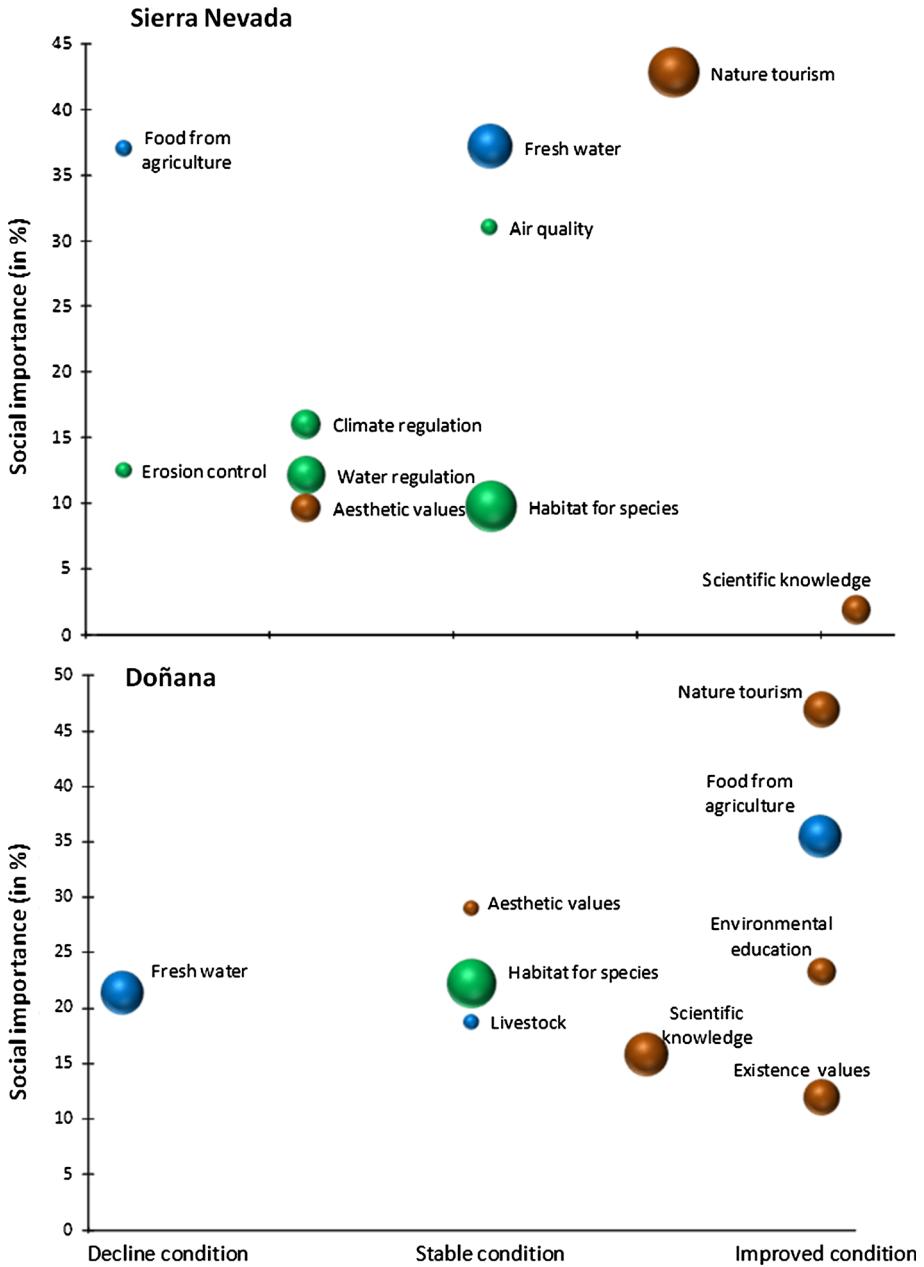 Sierra Nevada
Social importance (in %)
45
40
35
30
25
20
15
10
5
0
Nature tourism
Food from
agriculture
Fresh water
Air quality
Climate regulation
Erosion control
Water regulation
Aesthetic values
Habitat for species
Scientific knowledge
Doñana
Social importance (in %)
50
45
40
35
30
25
20
15
10
5
0
Nature tourism
Food from
agriculture
Aesthetic values
Environmental
education
Fresh water
Habitat for species
Livestock
Scientific
knowledge
Existence values
Decline condition
Stable condition
Improved condition